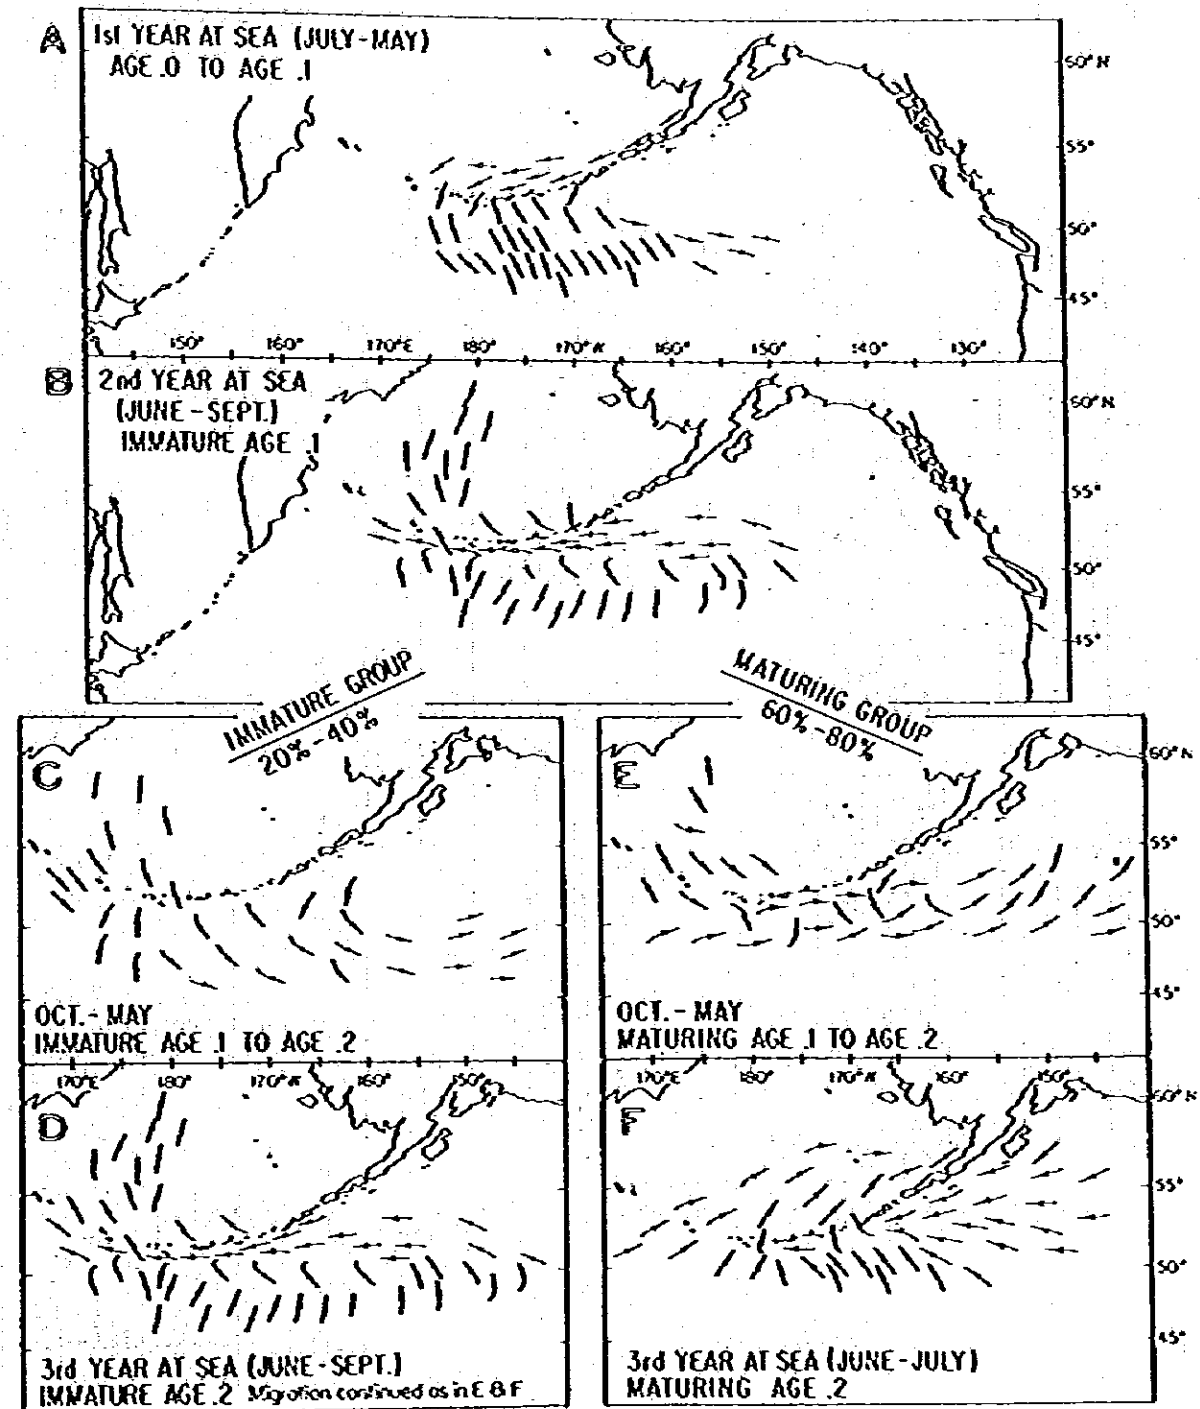 A
1st YEAR AT SEA (JULY-MAY)
AGE .0 TO AGE .1
60°N
55°
50°
45°
150°
160°
170°E
180°
170°W
160°
150°
140°
130°
B
2nd YEAR AT SEA
(JUNE-SEPT.)
IMMATURE AGE .1
60°N
55°
50°
45°
IMMATURE GROUP
20%-40%
MATURING GROUP
60%-80%
C
OCT.-MAY
IMMATURE AGE .1 TO AGE .2
E
60°N
55°
50°
45°
OCT.-MAY
MATURING AGE .1 TO AGE .2
170°E
180°
170°W
160°
150°
D
3rd YEAR AT SEA (JUNE-SEPT.)
IMMATURE AGE .2 Migration continued as in E & F
170°E
180°
170°W
160°
150°
F
60°N
55°
50°
45°
3rd YEAR AT SEA (JUNE-JULY)
MATURING AGE .2